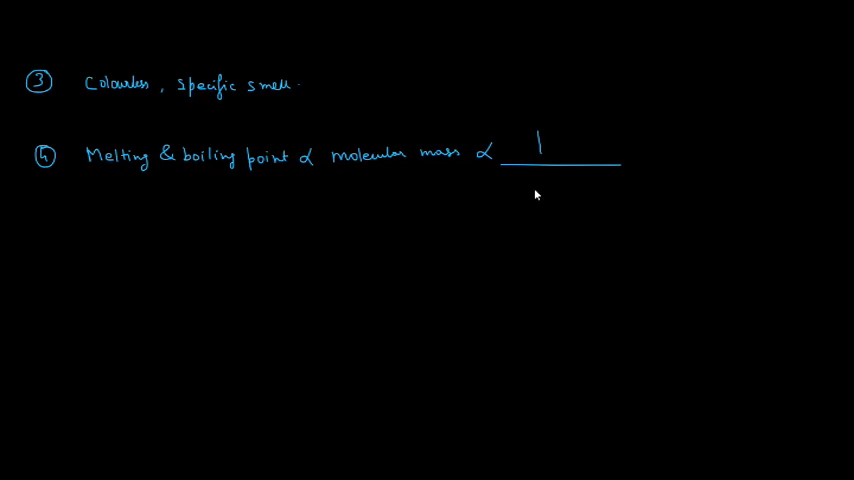 ③ Colourless, specific smell.
④ Melting & boiling point ∝ molecular mass ∝ 1